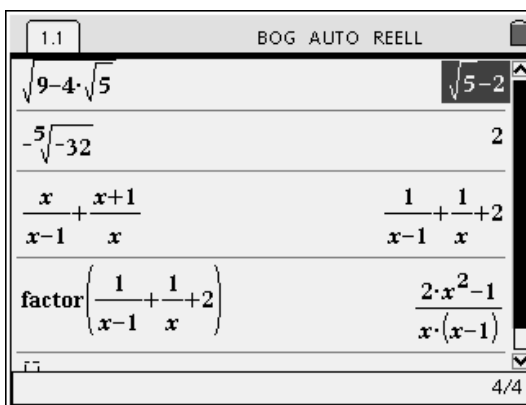 1.1 BOG AUTO REELL
√(9-4·√5) √5-2
-⁵√(-32) 2
x/(x-1)+(x+1)/x 1/(x-1)+1/x+2
factor(1/(x-1)+1/x+2) (2·x²-1)/(x·(x-1))
4/4